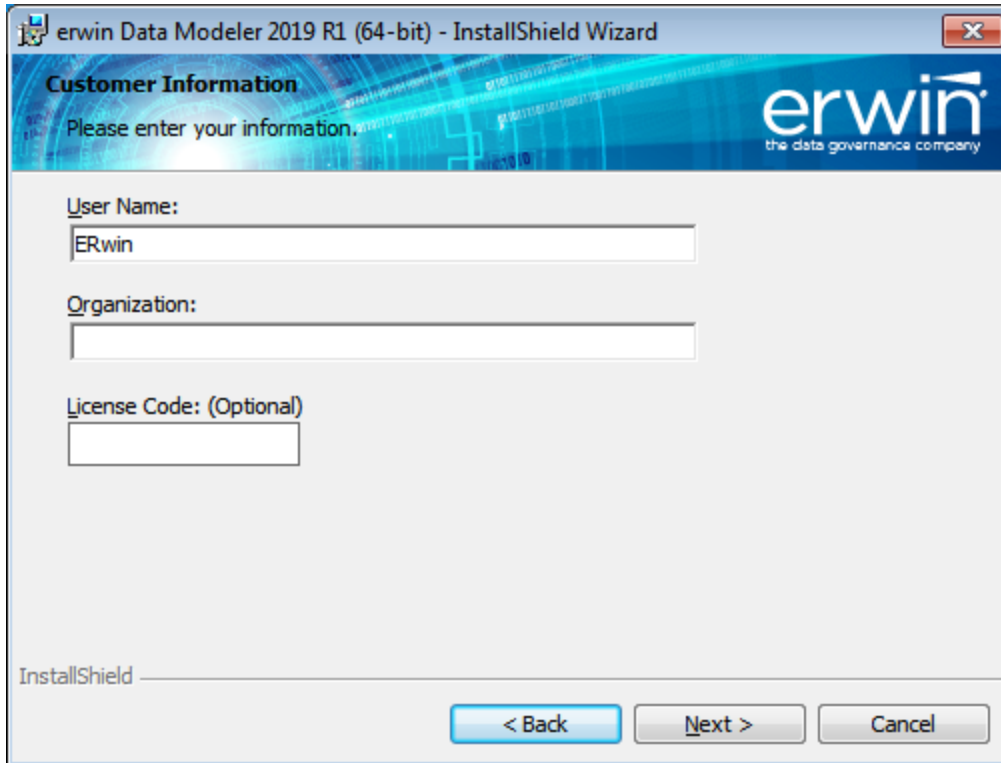 erwin Data Modeler 2019 R1 (64-bit) - InstallShield Wizard
Customer Information
Please enter your information.
erwin
the data governance company
User Name:
ERwin
Organization:
License Code: (Optional)
InstallShield
< Back
Next >
Cancel